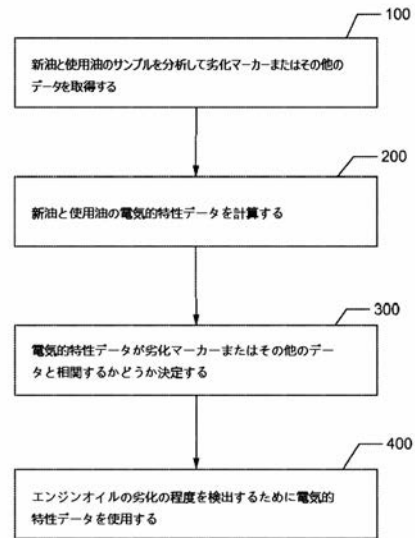 100
新油と使用油のサンプルを分析して劣化マーカーまたはその他の
データを取得する
200
新油と使用油の電気的特性データを計算する
300
電気的特性データが劣化マーカーまたはその他のデー
タと相関するかどうか決定する
400
エンジンオイルの劣化の程度を検出するために電気的
特性データを使用する